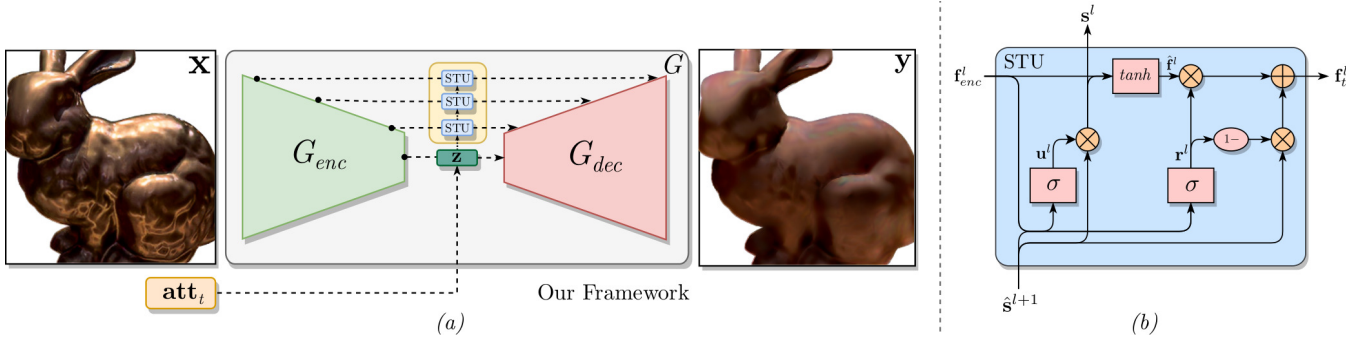 x
G
STU
STU
STU
G_enc
z
G_dec
y
att_t
Our Framework
(a)
s^l
STU
f^l_enc
tanh
f̂^l
f^l_t
u^l
r^l
1-
σ
σ
ŝ^{l+1}
(b)